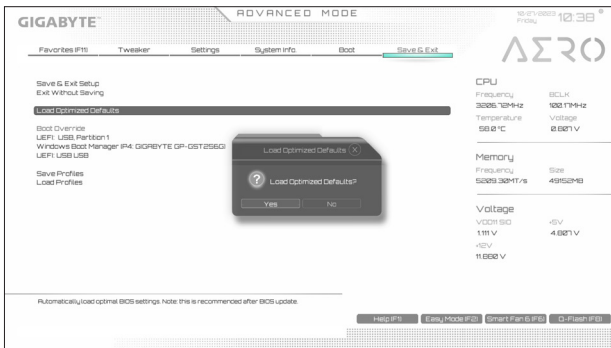 GIGABYTE
ADVANCED MODE
10-27-2023
Friday
10:38
Favorites (F11) Tweaker Settings System Info. Boot Save & Exit
AERO
Save & Exit Setup
Exit Without Saving
Load Optimized Defaults
Boot Override
UEFI: USB, Partition 1
Windows Boot Manager (P4: GIGABYTE GP-GST256G)
UEFI: USB USB
Save Profiles
Load Profiles
Load Optimized Defaults
Load Optimized Defaults?
Yes No
CPU
Frequency BCLK
3206.72MHz 100.17MHz
Temperature Voltage
58.0 °C 0.807 V
Memory
Frequency Size
5209.30MT/s 49152MB
Voltage
VDD11 SIO +5V
1.111 V 4.807 V
+12V
11.880 V
Automatically load optimal BIOS settings. Note: this is recommended after BIOS update.
Help (F1) Easy Mode (F2) Smart Fan 6 (F6) Q-Flash (F8)